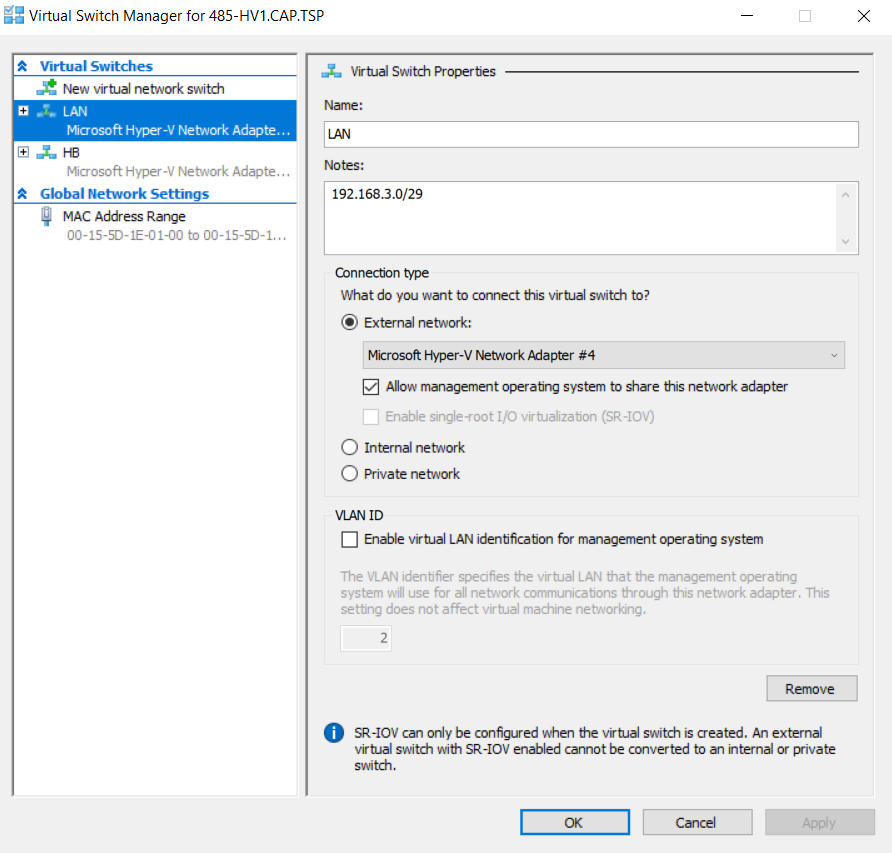 Virtual Switch Manager for 485-HV1.CAP.TSP
Virtual Switches
New virtual network switch
LAN
Microsoft Hyper-V Network Adapte...
HB
Microsoft Hyper-V Network Adapte...
Global Network Settings
MAC Address Range
00-15-5D-1E-01-00 to 00-15-5D-1...
Virtual Switch Properties
Name:
LAN
Notes:
192.168.3.0/29
Connection type
What do you want to connect this virtual switch to?
External network:
Microsoft Hyper-V Network Adapter #4
Allow management operating system to share this network adapter
Enable single-root I/O virtualization (SR-IOV)
Internal network
Private network
VLAN ID
Enable virtual LAN identification for management operating system
The VLAN identifier specifies the virtual LAN that the management operating
system will use for all network communications through this network adapter. This
setting does not affect virtual machine networking.
2
Remove
SR-IOV can only be configured when the virtual switch is created. An external
virtual switch with SR-IOV enabled cannot be converted to an internal or private
switch.
OK
Cancel
Apply